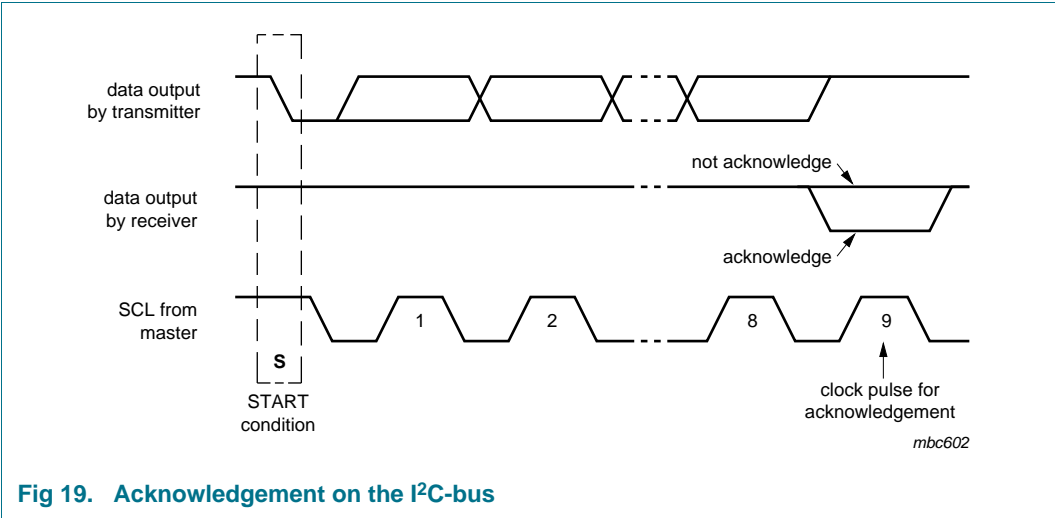 data output
by transmitter
not acknowledge
data output
by receiver
acknowledge
SCL from
master
1
2
8
9
S
START
condition
clock pulse for
acknowledgement
mbc602
Fig 19. Acknowledgement on the I²C-bus